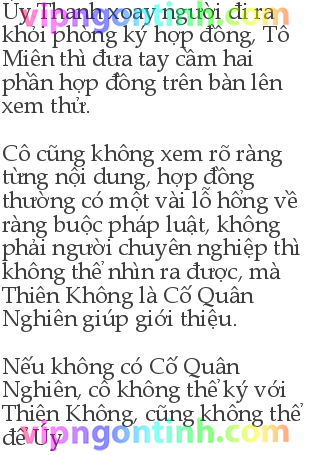 Uy Thanh xoay người đi ra
khỏi phòng ký hợp đồng, Tô
Miên thì đưa tay cầm hai
phần hợp đồng trên bàn lên
xem thử.
Cô cũng không xem rõ ràng
từng nội dung, hợp đồng
thường có một vài lỗ hổng về
ràng buộc pháp luật, không
phải người chuyên nghiệp thì
không thể nhìn ra được, mà
Thiên Không là Cố Quân
Nghiên giúp giới thiệu.
Nếu không có Cố Quân
Nghiên, cô không thể ký với
Thiên Không, cũng không thể
để Uy
vipngontinh.com
vipngontinh.com